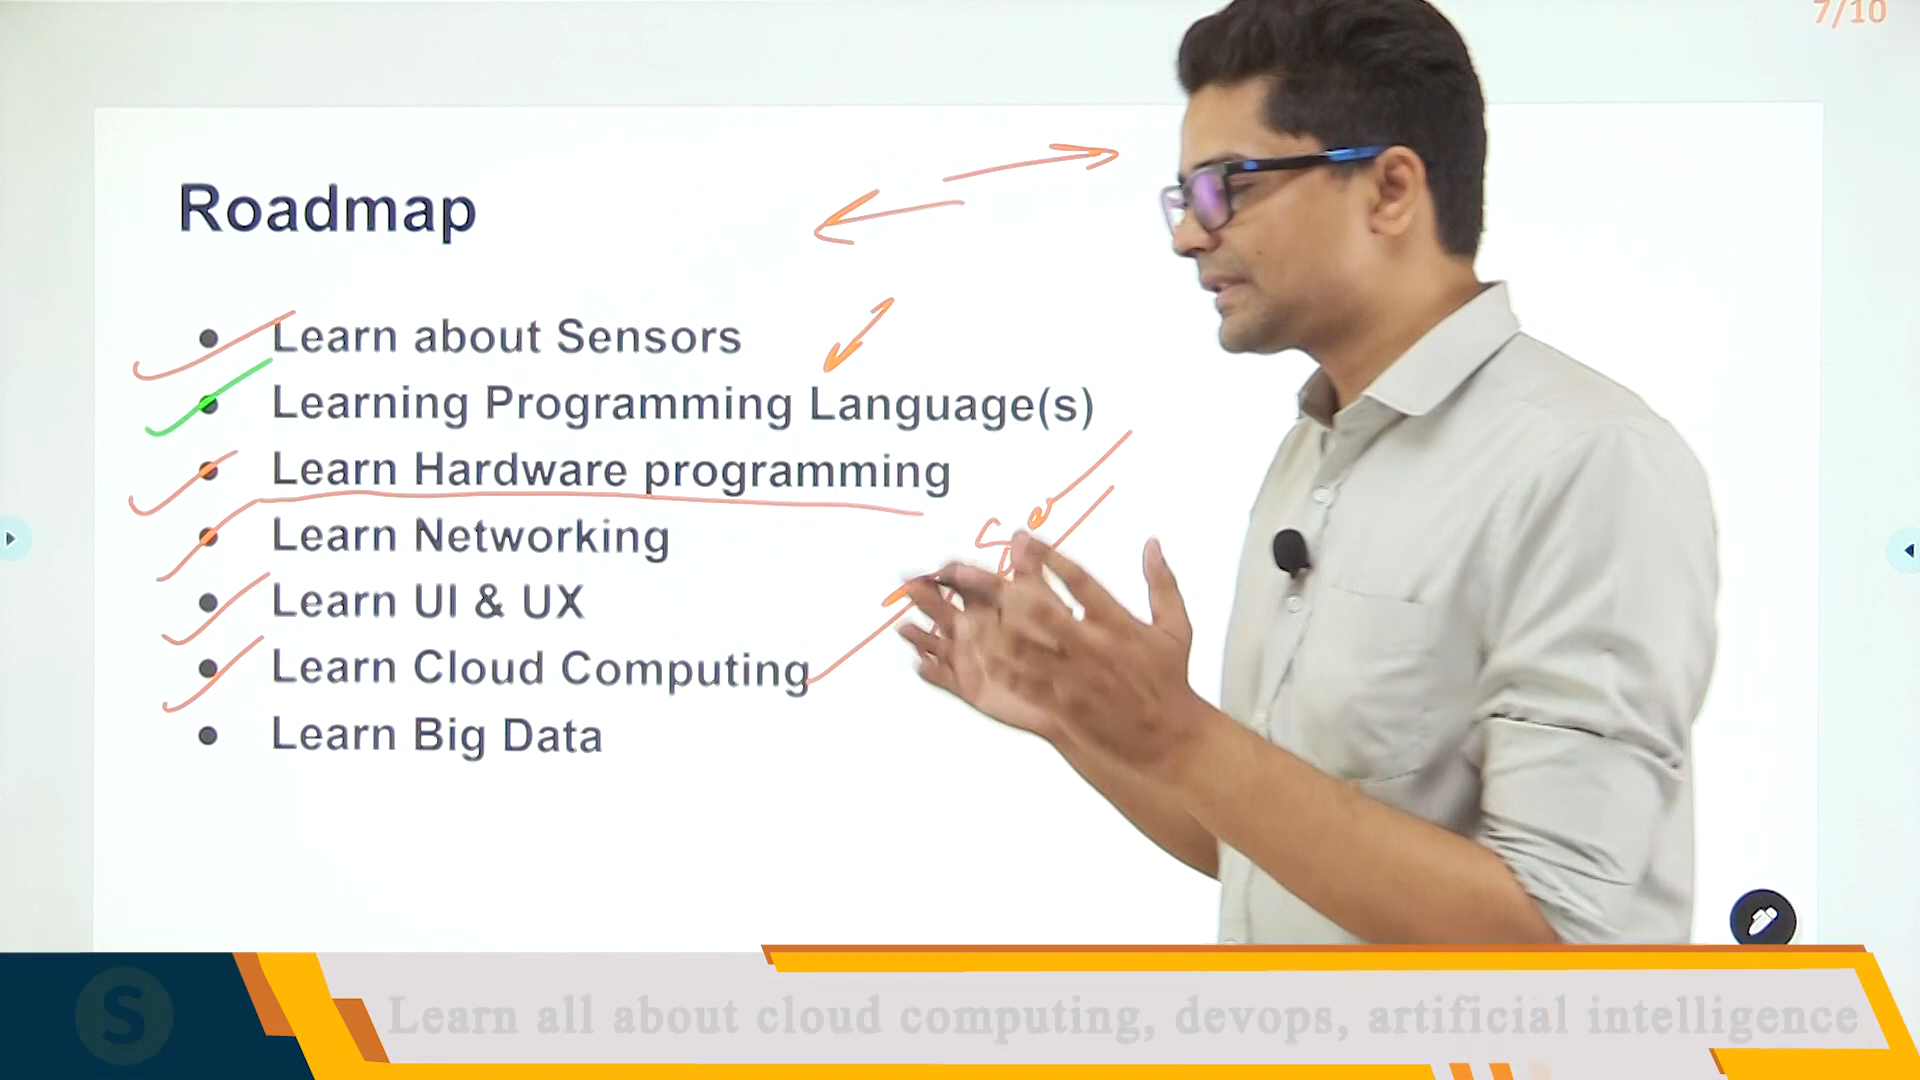 7/10
Roadmap
● Learn about Sensors
● Learning Programming Language(s)
● Learn Hardware programming
● Learn Networking
● Learn UI & UX
● Learn Cloud Computing
● Learn Big Data
S
Learn all about cloud computing, devops, artificial intelligence